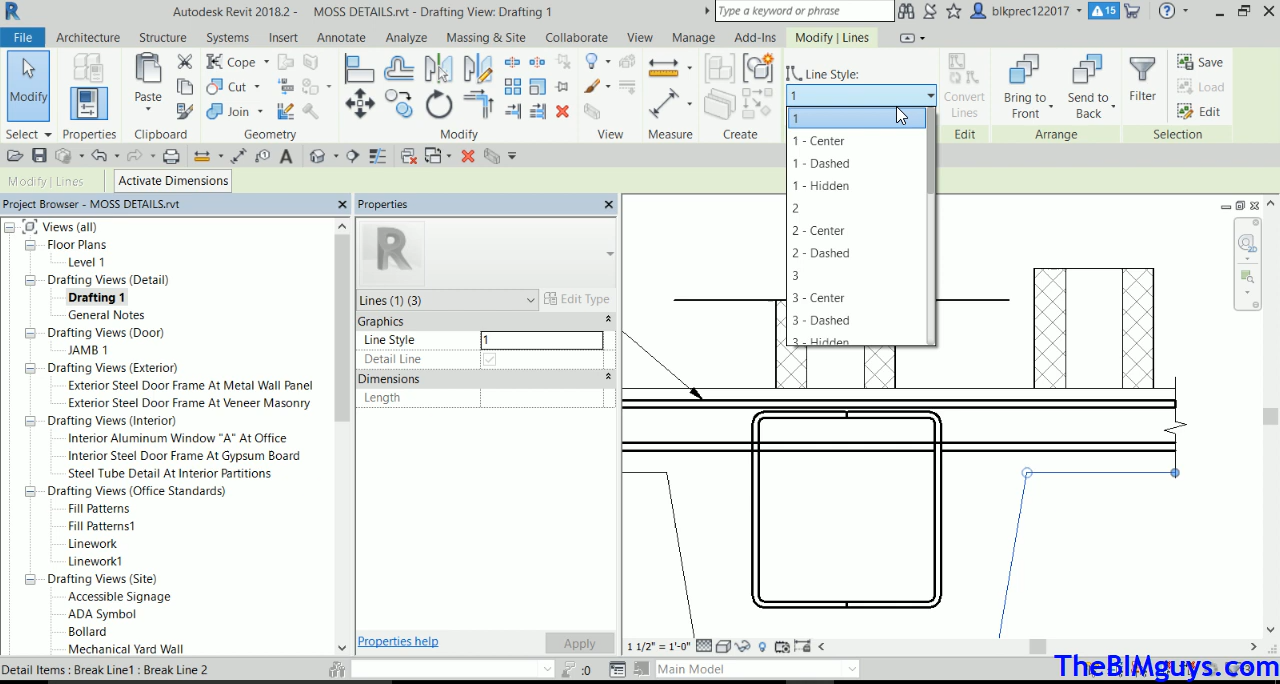 Autodesk Revit 2018.2 - MOSS DETAILS.rvt - Drafting View: Drafting 1
Type a keyword or phrase
blkprec122017
15
File Architecture Structure Systems Insert Annotate Analyze Massing & Site Collaborate View Manage Add-Ins Modify | Lines
Modify
Paste
Cope
Cut
Join
Line Style:
1
Convert Lines
Bring to Front
Send to Back
Filter
Save
Load
Edit
Select Properties Clipboard Geometry Modify View Measure Create Edit Arrange Selection
1
1 - Center
1 - Dashed
1 - Hidden
2
2 - Center
2 - Dashed
3
3 - Center
3 - Dashed
3 - Hidden
Modify | Lines Activate Dimensions
Project Browser - MOSS DETAILS.rvt
Views (all)
Floor Plans
Level 1
Drafting Views (Detail)
Drafting 1
General Notes
Drafting Views (Door)
JAMB 1
Drafting Views (Exterior)
Exterior Steel Door Frame At Metal Wall Panel
Exterior Steel Door Frame At Veneer Masonry
Drafting Views (Interior)
Interior Aluminum Window "A" At Office
Interior Steel Door Frame At Gypsum Board
Steel Tube Detail At Interior Partitions
Drafting Views (Office Standards)
Fill Patterns
Fill Patterns1
Linework
Linework1
Drafting Views (Site)
Accessible Signage
ADA Symbol
Bollard
Mechanical Yard Wall
Properties
R
Lines (1) (3)
Edit Type
Graphics
Line Style 1
Detail Line
Dimensions
Length
Properties help
Apply
2D
1 1/2" = 1'-0"
Detail Items : Break Line1 : Break Line 2
:0
Main Model
TheBIMguys.com